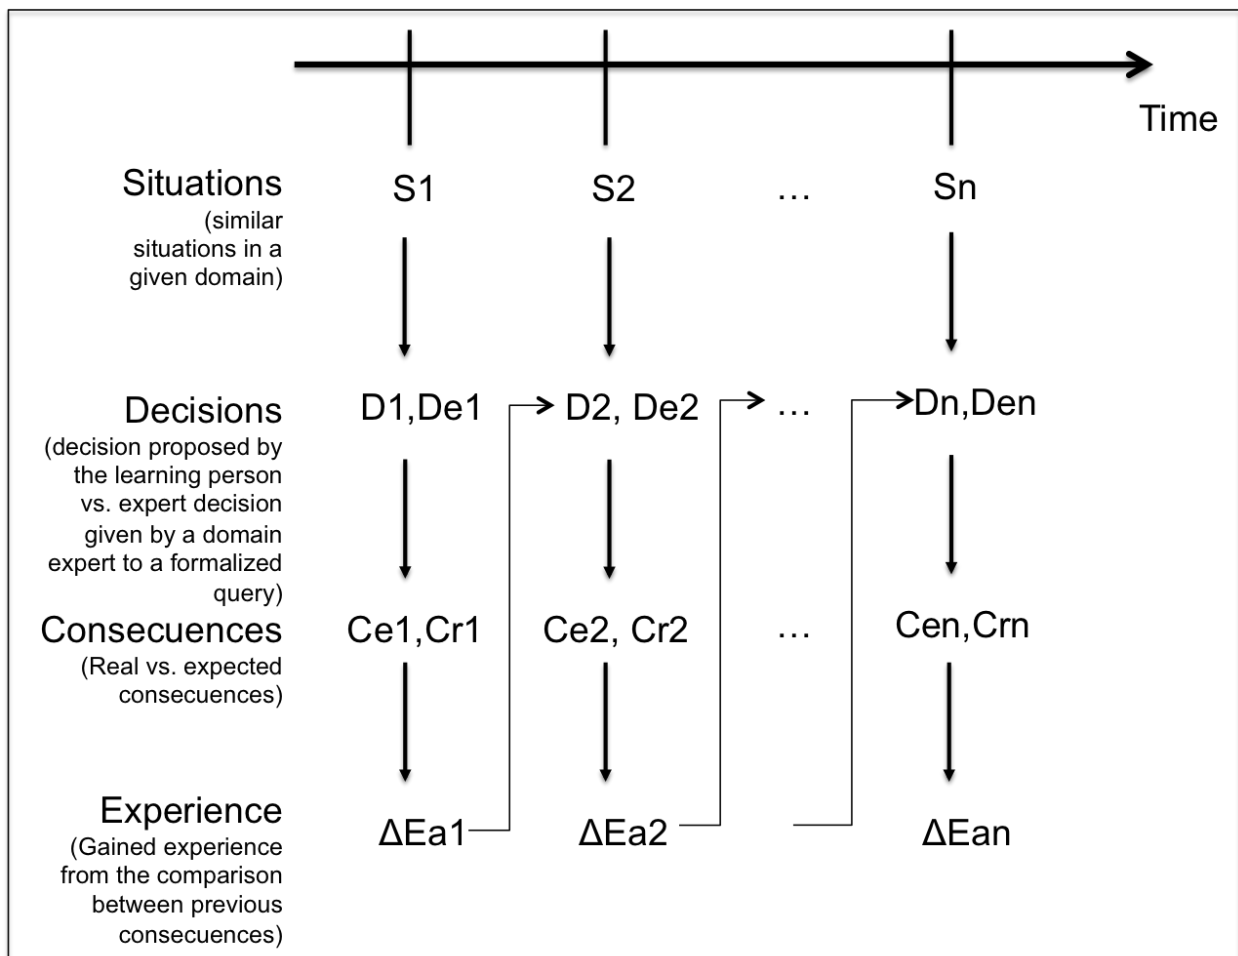 Time
Situations
(similar
situations in a
given domain)
S1 S2 ... Sn
Decisions
(decision proposed by
the learning person
vs. expert decision
given by a domain
expert to a formalized
query)
D1,De1 D2, De2 ... Dn,Den
Consecuences
(Real vs. expected
consecuences)
Ce1,Cr1 Ce2, Cr2 ... Cen,Crn
Experience
(Gained experience
from the comparison
between previous
consecuences)
ΔEa1 ΔEa2 ΔEan